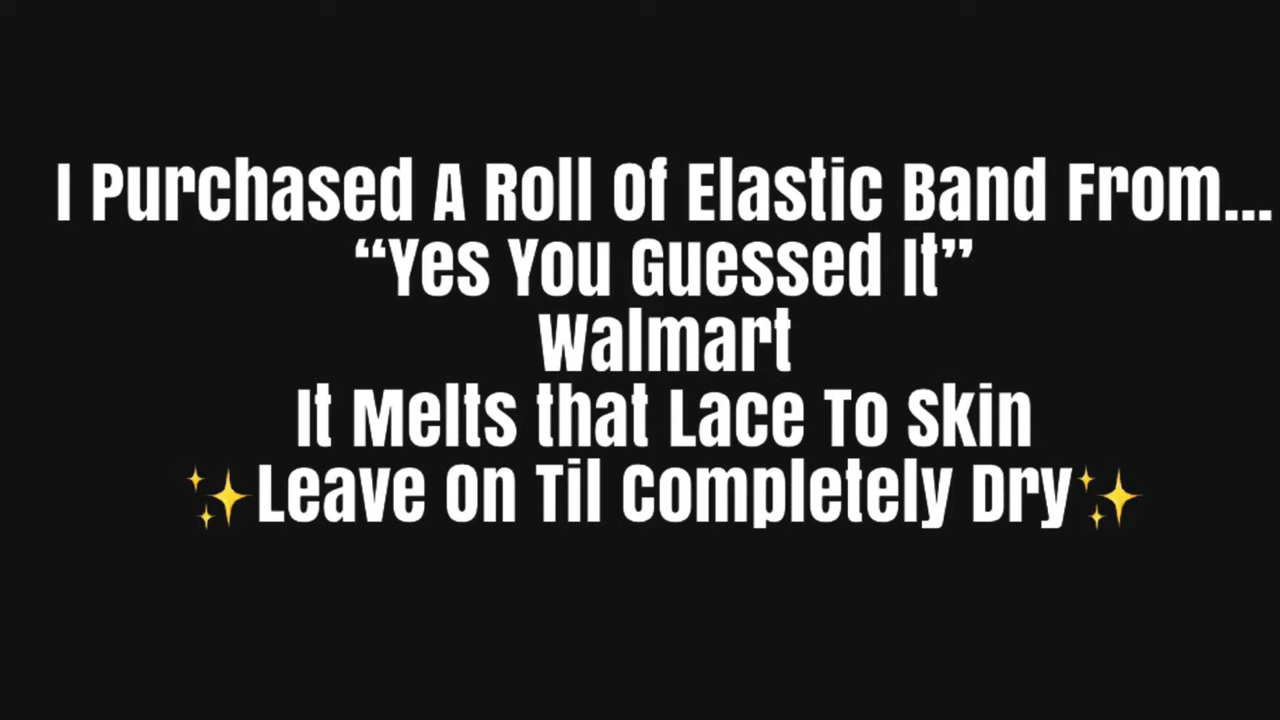 I Purchased A Roll Of Elastic Band From...
“Yes You Guessed It”
Walmart
It Melts that Lace To Skin
✨Leave On Til Completely Dry✨